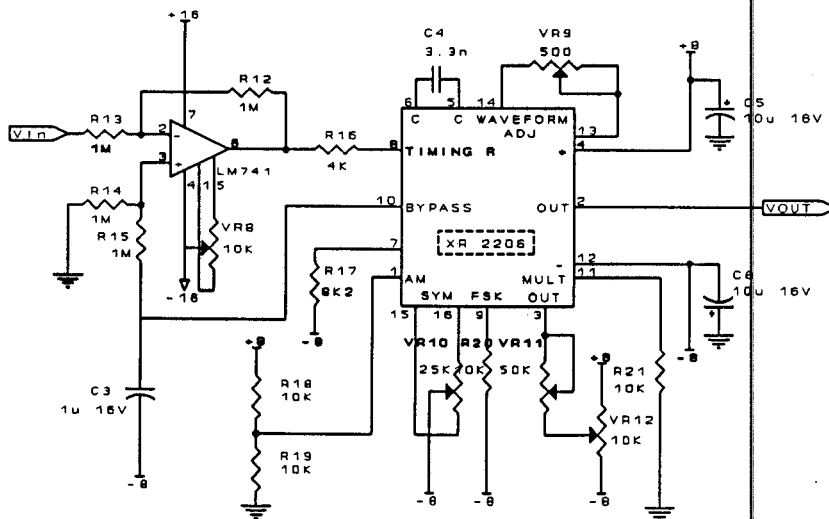 +16
C4
3.3n
VR9
500
+8
R12
1M
7
6
5
14
C
C
WAVEFORM
ADJ
13
4
+
C5
10u 16V
Vin
R13
1M
2
-
3
+
6
LM741
4
1
5
R16
4K
8
TIMING R
R14
1M
R15
1M
VR8
10K
-16
10
BYPASS
OUT
2
VOUT
XR 2206
7
R17
8K2
-8
1
AM
-
12
MULT
11
OUT
SYM
FSK
15
16
9
3
C6
10u 16V
-8
VR10
R20
VR11
25K
10K
50K
+8
R21
10K
C3
1u 16V
-8
+8
R18
10K
R19
10K
VR12
10K
-8
-8
-8